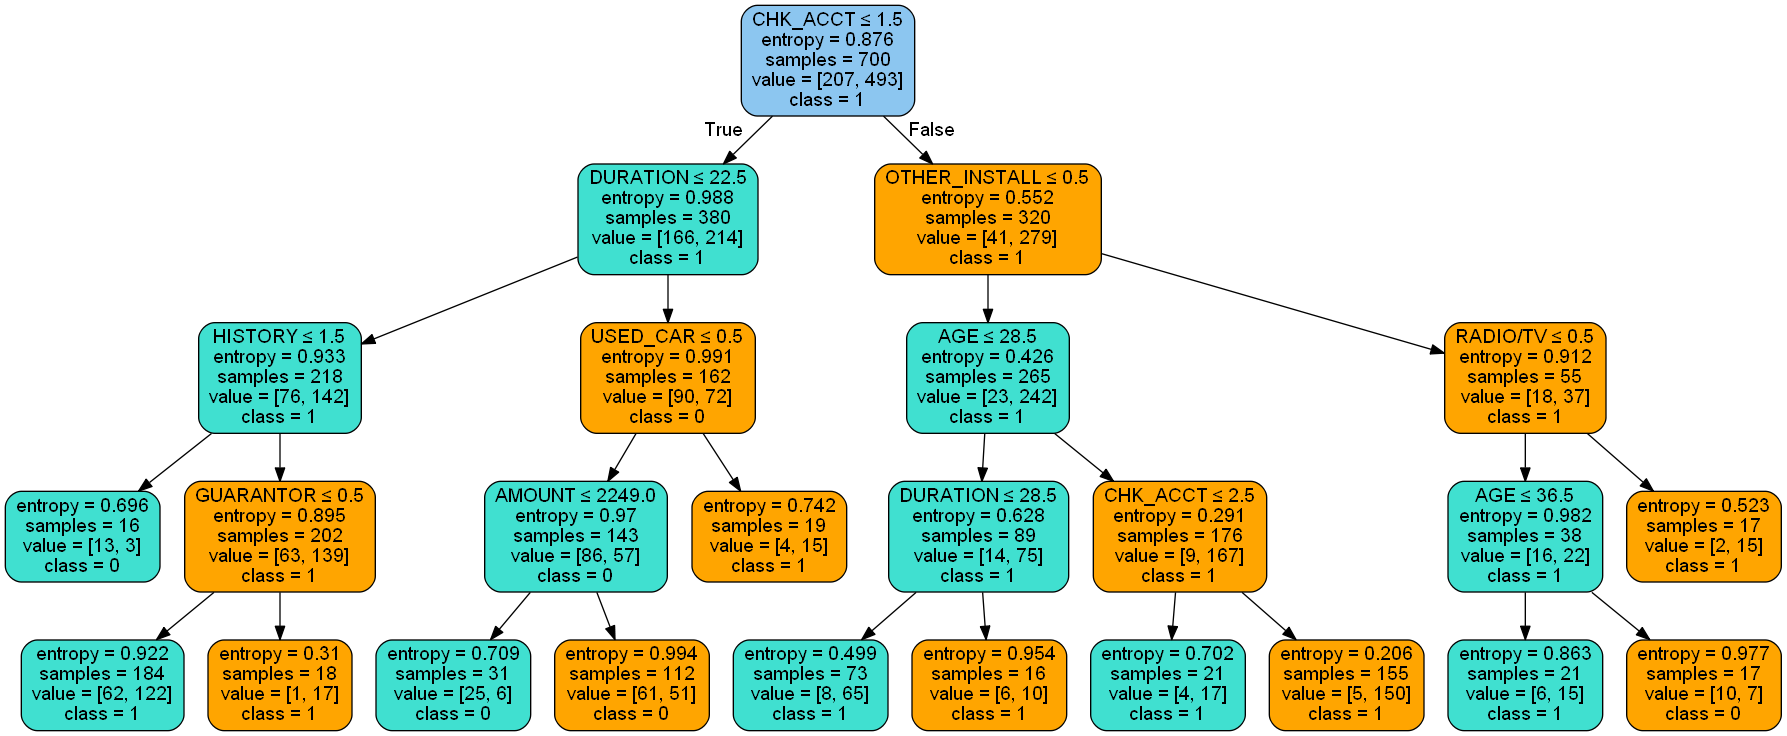 CHK_ACCT ≤ 1.5
entropy = 0.876
samples = 700
value = [207, 493]
class = 1
True
False
DURATION ≤ 22.5
entropy = 0.988
samples = 380
value = [166, 214]
class = 1
OTHER_INSTALL ≤ 0.5
entropy = 0.552
samples = 320
value = [41, 279]
class = 1
HISTORY ≤ 1.5
entropy = 0.933
samples = 218
value = [76, 142]
class = 1
USED_CAR ≤ 0.5
entropy = 0.991
samples = 162
value = [90, 72]
class = 0
AGE ≤ 28.5
entropy = 0.426
samples = 265
value = [23, 242]
class = 1
RADIO/TV ≤ 0.5
entropy = 0.912
samples = 55
value = [18, 37]
class = 1
entropy = 0.696
samples = 16
value = [13, 3]
class = 0
GUARANTOR ≤ 0.5
entropy = 0.895
samples = 202
value = [63, 139]
class = 1
AMOUNT ≤ 2249.0
entropy = 0.97
samples = 143
value = [86, 57]
class = 0
entropy = 0.742
samples = 19
value = [4, 15]
class = 1
DURATION ≤ 28.5
entropy = 0.628
samples = 89
value = [14, 75]
class = 1
CHK_ACCT ≤ 2.5
entropy = 0.291
samples = 176
value = [9, 167]
class = 1
AGE ≤ 36.5
entropy = 0.982
samples = 38
value = [16, 22]
class = 1
entropy = 0.523
samples = 17
value = [2, 15]
class = 1
entropy = 0.922
samples = 184
value = [62, 122]
class = 1
entropy = 0.31
samples = 18
value = [1, 17]
class = 1
entropy = 0.709
samples = 31
value = [25, 6]
class = 0
entropy = 0.994
samples = 112
value = [61, 51]
class = 0
entropy = 0.499
samples = 73
value = [8, 65]
class = 1
entropy = 0.954
samples = 16
value = [6, 10]
class = 1
entropy = 0.702
samples = 21
value = [4, 17]
class = 1
entropy = 0.206
samples = 155
value = [5, 150]
class = 1
entropy = 0.863
samples = 21
value = [6, 15]
class = 1
entropy = 0.977
samples = 17
value = [10, 7]
class = 0